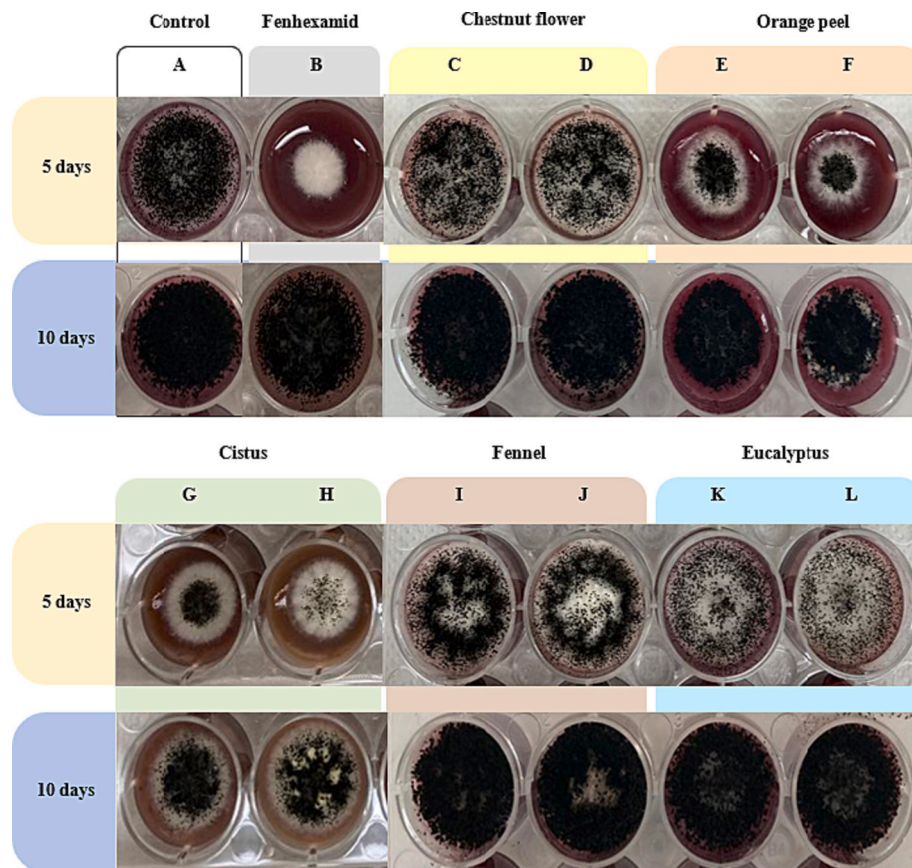 Control Fenhexamid Chestnut flower Orange peel
A B C D E F
5 days
10 days
Cistus Fennel Eucalyptus
G H I J K L
5 days
10 days